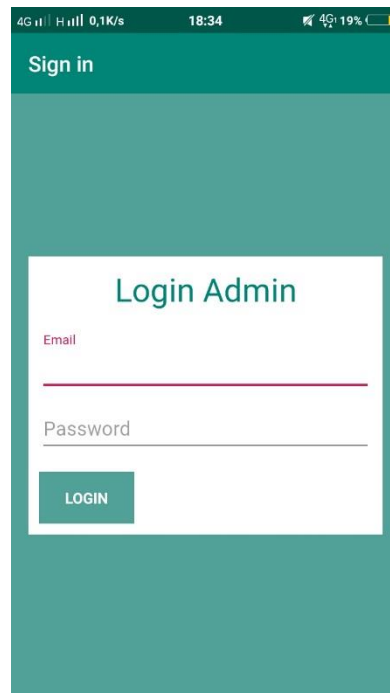 4G H 0,1K/s 18:34 4G 19%
Sign in
Login Admin
Email
Password
LOGIN